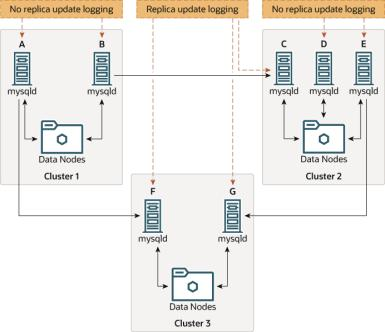 No replica update logging
Replica update logging
No replica update logging
A
B
C
D
E
mysqld
mysqld
mysqld
mysqld
mysqld
Data Nodes
Data Nodes
Cluster 1
Cluster 2
F
G
mysqld
mysqld
Data Nodes
Cluster 3